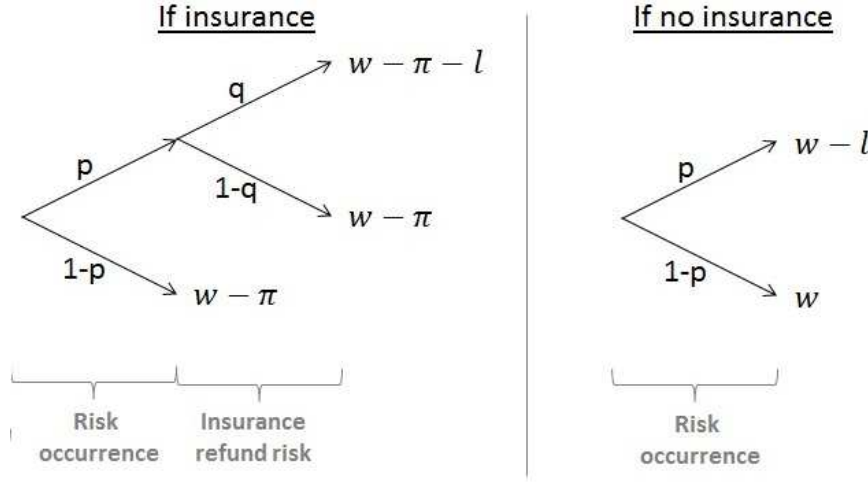 If insurance
If no insurance
q
w − π − l
p
1-q
w − π
1-p
w − π
p
w − l
1-p
w
Risk
occurrence
Insurance
refund risk
Risk
occurrence